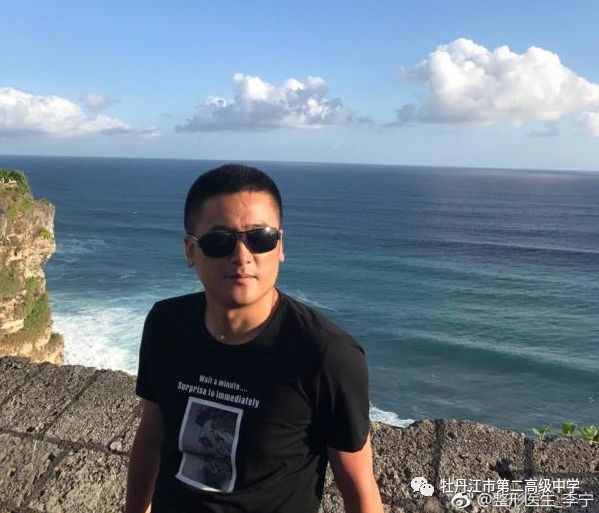 Wait a minute....
Surprise is immediately
牡丹江市第二高级中学
@整形医生_李宁